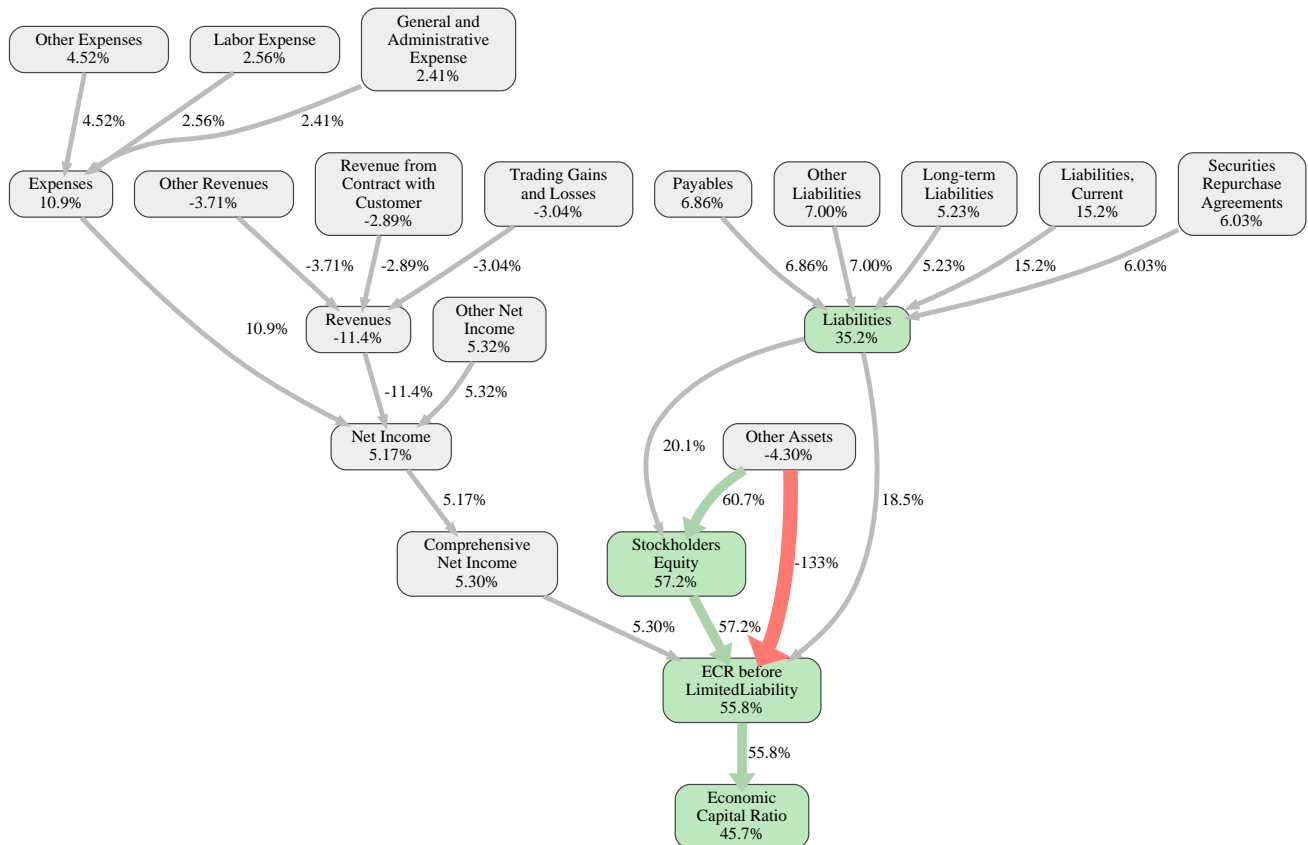 Other Expenses
4.52%
Labor Expense
2.56%
General and
Administrative
Expense
2.41%
4.52%
2.56%
2.41%
Expenses
10.9%
Other Revenues
-3.71%
Revenue from
Contract with
Customer
-2.89%
Trading Gains
and Losses
-3.04%
Payables
6.86%
Other
Liabilities
7.00%
Long-term
Liabilities
5.23%
Liabilities,
Current
15.2%
Securities
Repurchase
Agreements
6.03%
-3.71%
-2.89%
-3.04%
6.86%
7.00%
5.23%
15.2%
6.03%
10.9%
Revenues
-11.4%
Other Net
Income
5.32%
Liabilities
35.2%
-11.4%
5.32%
Net Income
5.17%
20.1%
Other Assets
-4.30%
5.17%
60.7%
18.5%
Comprehensive
Net Income
5.30%
Stockholders
Equity
57.2%
-133%
5.30%
57.2%
ECR before
LimitedLiability
55.8%
55.8%
Economic
Capital Ratio
45.7%